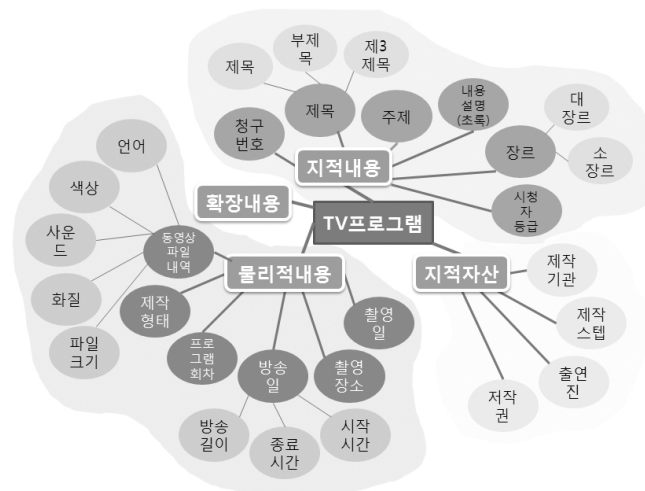 제목
부제
목
제3
제목
청구
번호
제목
주제
내용
설명
(초록)
장르
대
장르
소
장르
시청
자
등급
지적내용
확장내용
TV프로그램
지적자산
제작
기관
제작
스텝
출연
진
저작
권
물리적내용
언어
색상
사운
드
화질
파일
크기
동영상
파일
내역
제작
형태
프로
그램
회차
방송
일
촬영
장소
촬영
일
방송
길이
종료
시간
시작
시간